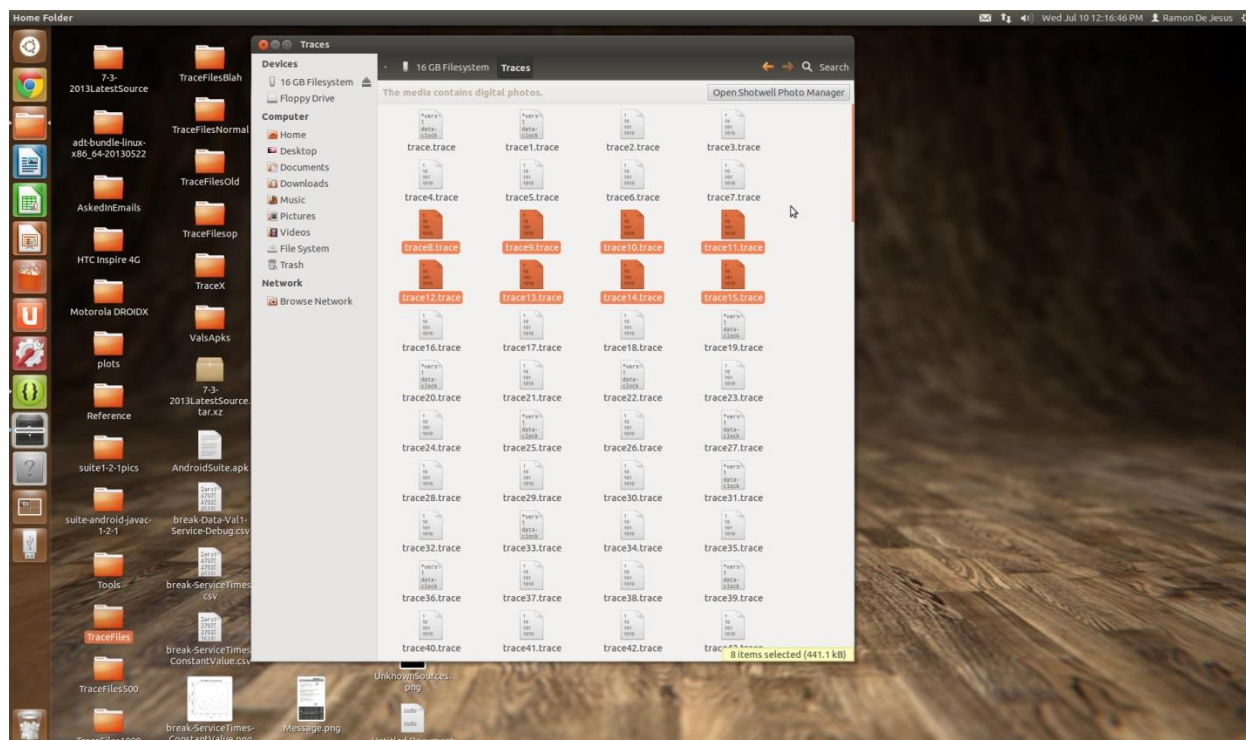 Home Folder
Wed Jul 10 12:16:46 PM
Ramon De Jesus
7-3-
2013LatestSource
adt-bundle-linux-
x86_64-20130522
AskedInEmails
HTC Inspire 4G
Motorola DROIDX
plots
Reference
suite1-2-1pics
suite-android-javac-
1-2-1
Tools
TraceFiles
TraceFiles500
TraceFiles1000
TraceFilesBlah
TraceFilesNormal
TraceFilesOld
TraceFilesop
TraceX
ValsApks
7-3-
2013LatestSource.
tar.xz
AndroidSuite.apk
break-Data-Val1-
Service-Debug.csv
break-ServiceTimes
csv
break-ServiceTimes
ConstantValue.csv
break-ServiceTimes-
ConstantValue.png
Message.png
UnknownSources.
png
Untitled Document
Traces
Devices
16 GB Filesystem
Floppy Drive
Computer
Home
Desktop
Documents
Downloads
Music
Pictures
Videos
File System
Trash
Network
Browse Network
16 GB Filesystem Traces
Search
The media contains digital photos.
Open Shotwell Photo Manager
trace.trace trace1.trace trace2.trace trace3.trace
trace4.trace trace5.trace trace6.trace trace7.trace
trace8.trace trace9.trace trace10.trace trace11.trace
trace12.trace trace13.trace trace14.trace trace15.trace
trace16.trace trace17.trace trace18.trace trace19.trace
trace20.trace trace21.trace trace22.trace trace23.trace
trace24.trace trace25.trace trace26.trace trace27.trace
trace28.trace trace29.trace trace30.trace trace31.trace
trace32.trace trace33.trace trace34.trace trace35.trace
trace36.trace trace37.trace trace38.trace trace39.trace
trace40.trace trace41.trace trace42.trace
8 items selected (441.1 kB)